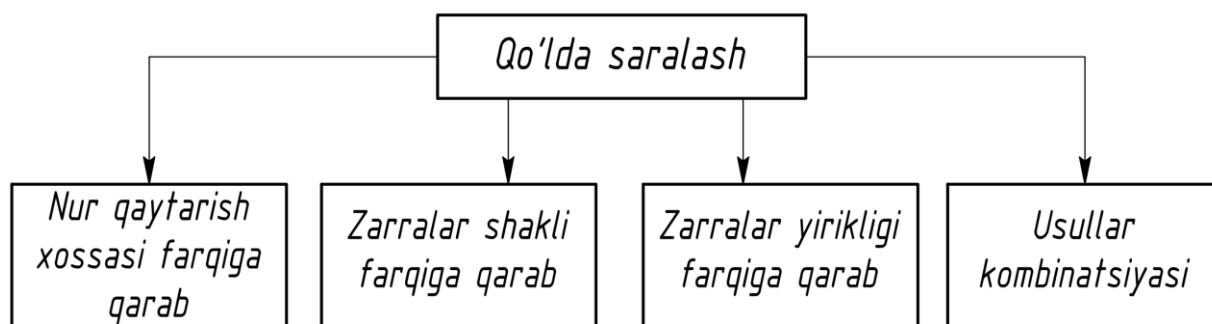 Qo'lda saralash
Nur qaytarish
xossasi farqiga
qarab
Zarralar shakli
farqiga qarab
Zarralar yirikligi
farqiga qarab
Usullar
kombinatsiyasi